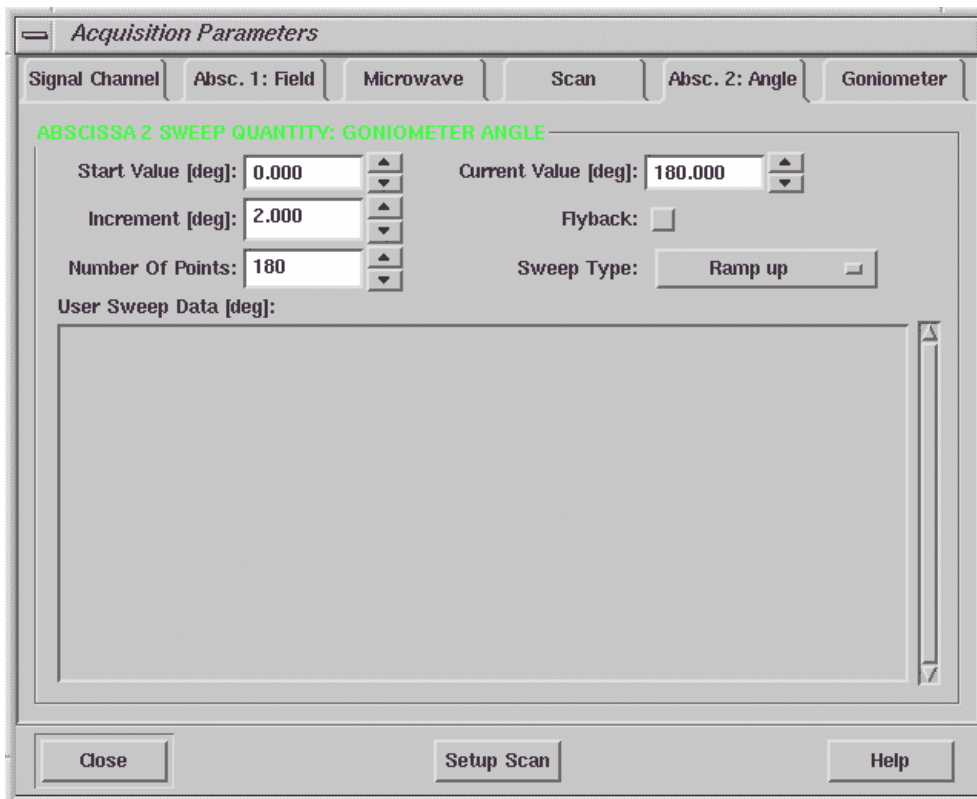 Acquisition Parameters
Signal Channel Absc. 1: Field Microwave Scan Absc. 2: Angle Goniometer
ABSCISSA 2 SWEEP QUANTITY: GONIOMETER ANGLE
Start Value [deg]: 0.000 Current Value [deg]: 180.000
Increment [deg]: 2.000 Flyback:
Number Of Points: 180 Sweep Type: Ramp up
User Sweep Data [deg]:
Close Setup Scan Help